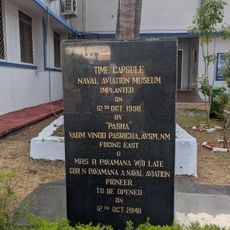 TIME CAPSULE
NAVAL AVIATION MUSEUM
IMPLANTED
ON
12TH OCT 1998
BY
"PASHA"
VADM VINOD PASRICHA, AVSM, NM
FOCINC EAST
&
MRS R PAVAMANA W/O LATE
CDR N PAVAMANA A NAVAL AVIATION
PIONEER
TO BE OPENED
ON
12TH OCT 2048